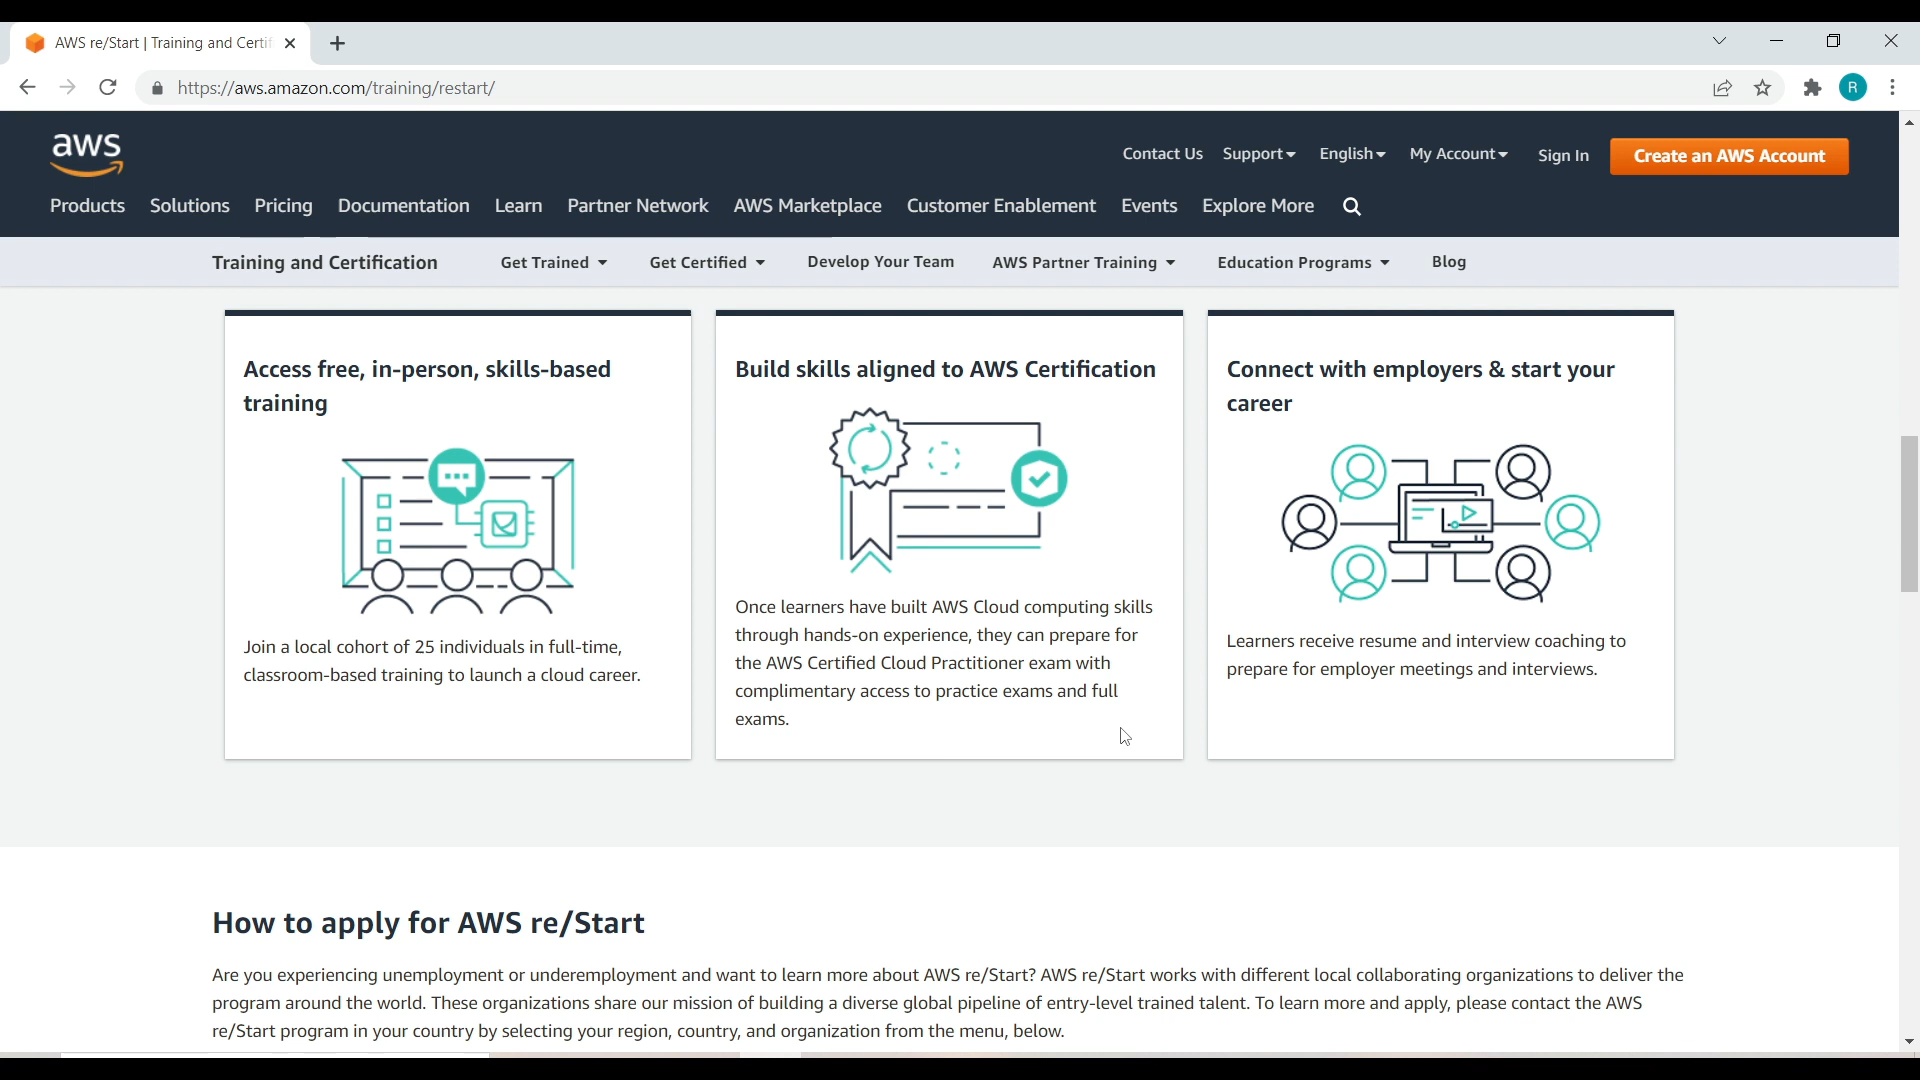 AWS re/Start | Training and Certif
https://aws.amazon.com/training/restart/
R
aws
Contact Us Support English My Account Sign In Create an AWS Account
Products Solutions Pricing Documentation Learn Partner Network AWS Marketplace Customer Enablement Events Explore More
Training and Certification Get Trained Get Certified Develop Your Team AWS Partner Training Education Programs Blog
Access free, in-person, skills-based
training
Join a local cohort of 25 individuals in full-time,
classroom-based training to launch a cloud career.
Build skills aligned to AWS Certification
Once learners have built AWS Cloud computing skills
through hands-on experience, they can prepare for
the AWS Certified Cloud Practitioner exam with
complimentary access to practice exams and full
exams.
Connect with employers & start your
career
Learners receive resume and interview coaching to
prepare for employer meetings and interviews.
How to apply for AWS re/Start
Are you experiencing unemployment or underemployment and want to learn more about AWS re/Start? AWS re/Start works with different local collaborating organizations to deliver the
program around the world. These organizations share our mission of building a diverse global pipeline of entry-level trained talent. To learn more and apply, please contact the AWS
re/Start program in your country by selecting your region, country, and organization from the menu, below.